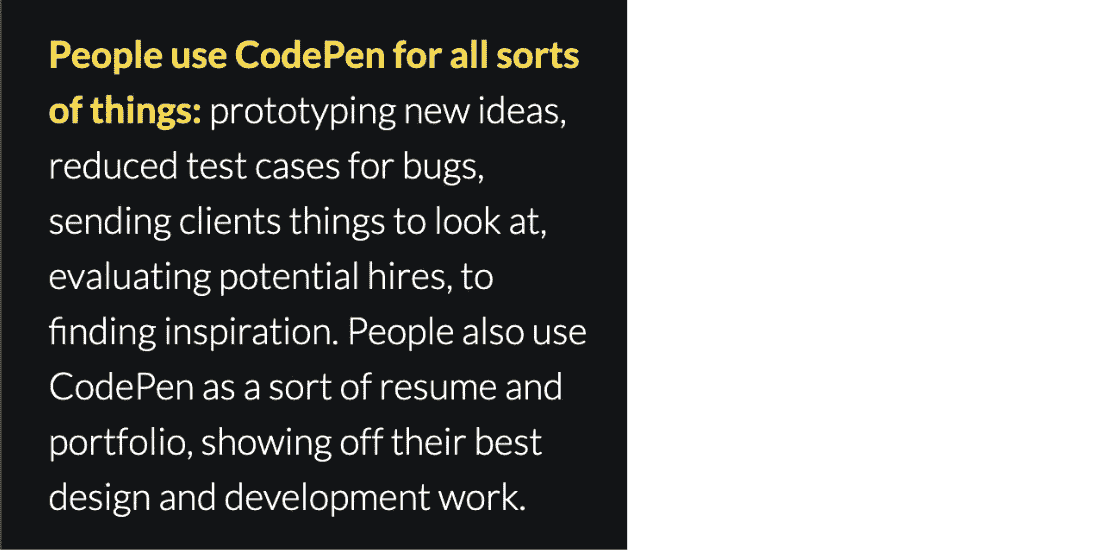 People use CodePen for all sorts
of things: prototyping new ideas,
reduced test cases for bugs,
sending clients things to look at,
evaluating potential hires, to
finding inspiration. People also use
CodePen as a sort of resume and
portfolio, showing off their best
design and development work.